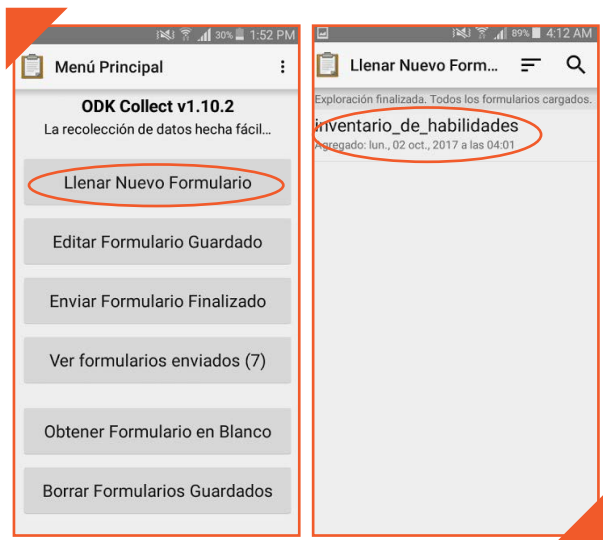 30% 1:52 PM
Menú Principal
ODK Collect v1.10.2
La recolección de datos hecha fácil...
Llenar Nuevo Formulario
Editar Formulario Guardado
Enviar Formulario Finalizado
Ver formularios enviados (7)
Obtener Formulario en Blanco
Borrar Formularios Guardados
89% 4:12 AM
Llenar Nuevo Form...
Exploración finalizada. Todos los formularios cargados.
inventario_de_habilidades
Agregado: lun., 02 oct., 2017 a las 04:01